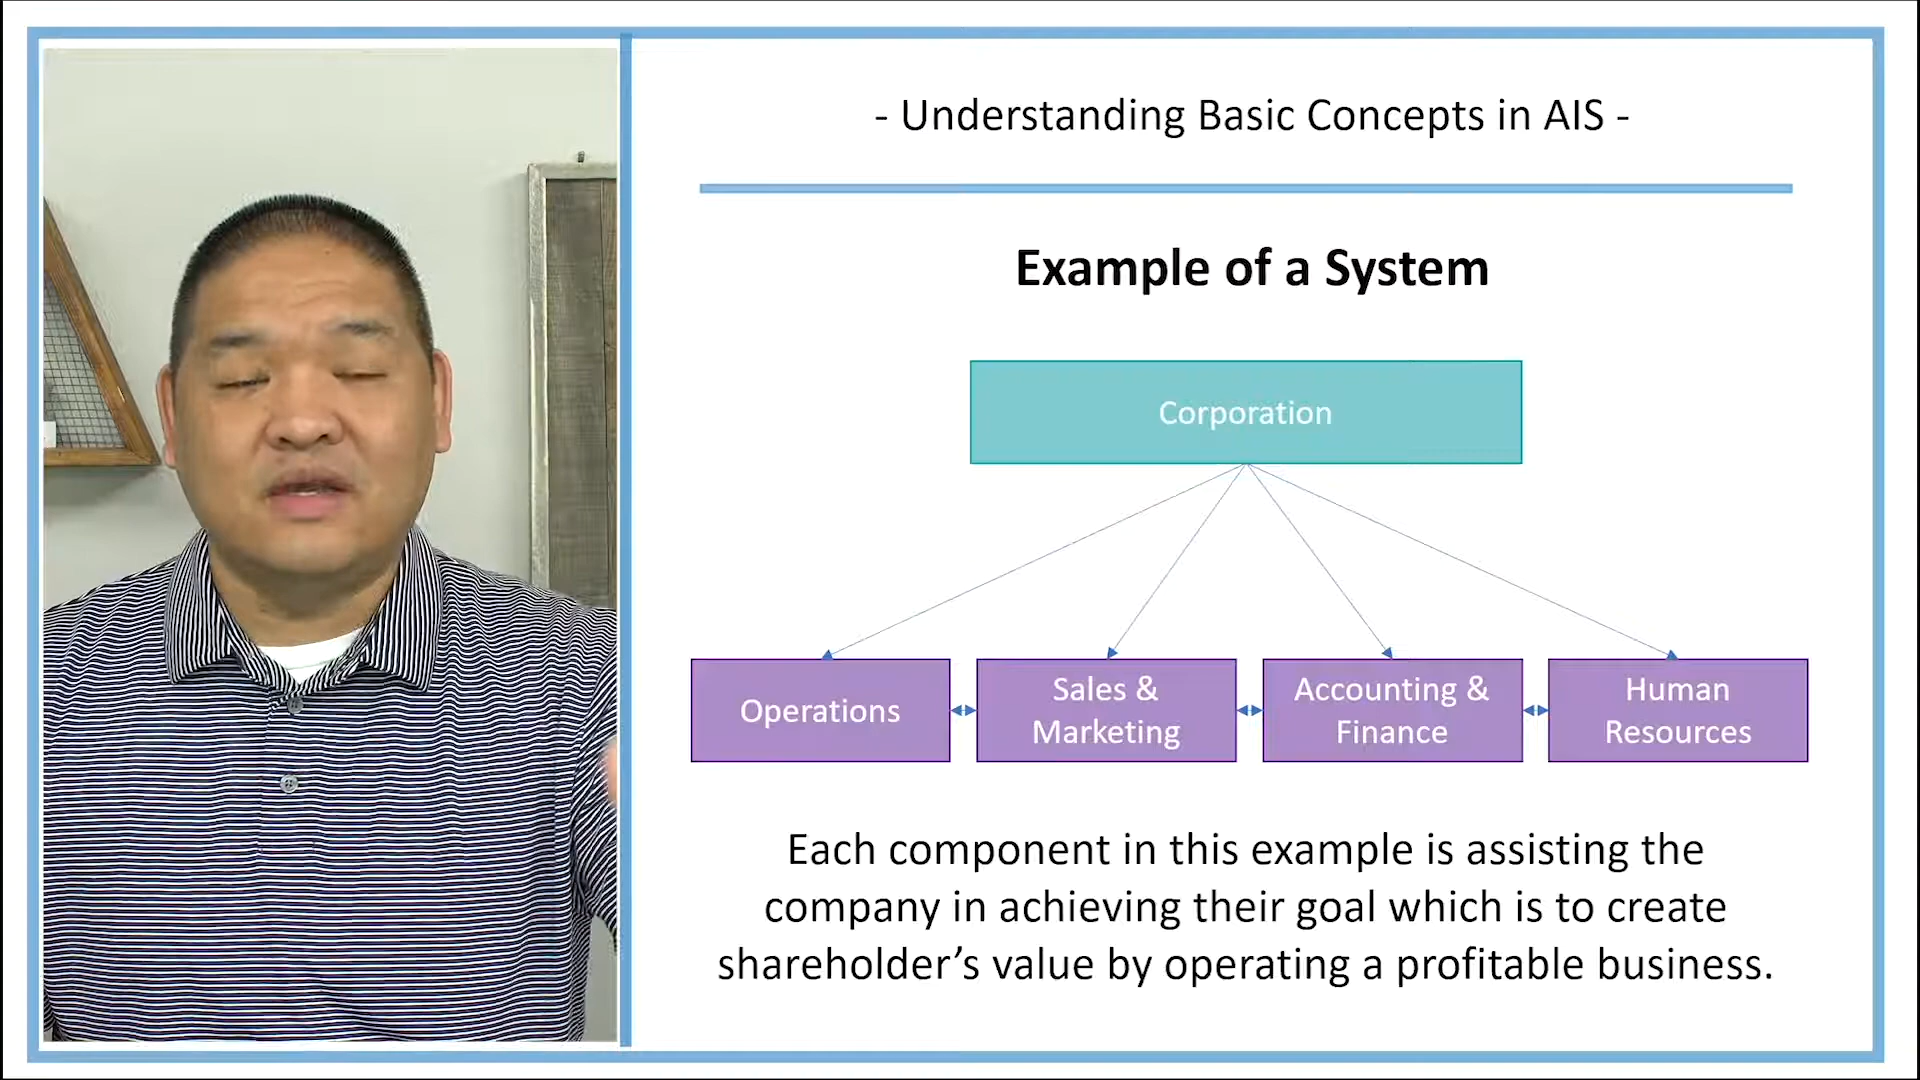 - Understanding Basic Concepts in AIS -
Example of a System
Corporation
Operations
Sales &
Marketing
Accounting &
Finance
Human
Resources
Each component in this example is assisting the
company in achieving their goal which is to create
shareholder’s value by operating a profitable business.